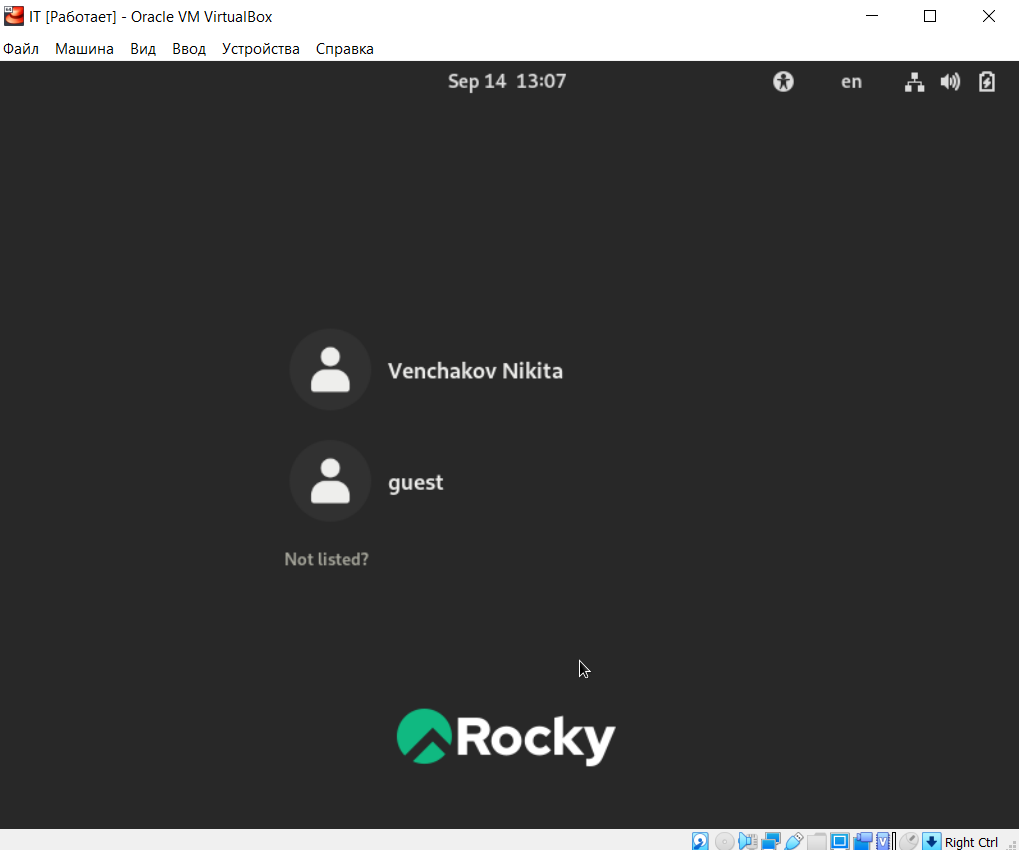 IT [Работает] - Oracle VM VirtualBox
Файл Машина Вид Ввод Устройства Справка
Sep 14 13:07 en
Venchakov Nikita
guest
Not listed?
Rocky
Right Ctrl